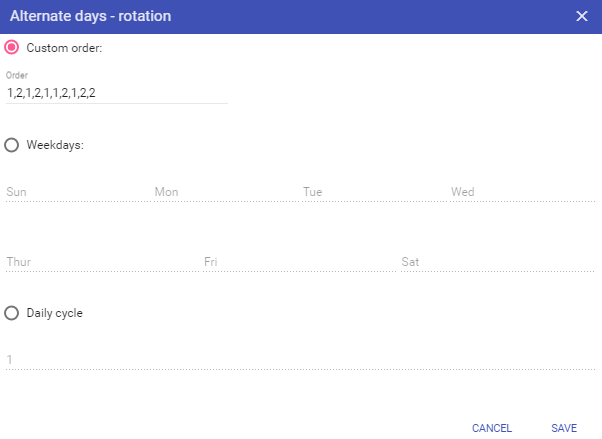 Alternate days - rotation
Custom order:
Order
1,2,1,2,1,1,2,1,2,2
Weekdays:
Sun Mon Tue Wed
Thur Fri Sat
Daily cycle
1
CANCEL SAVE